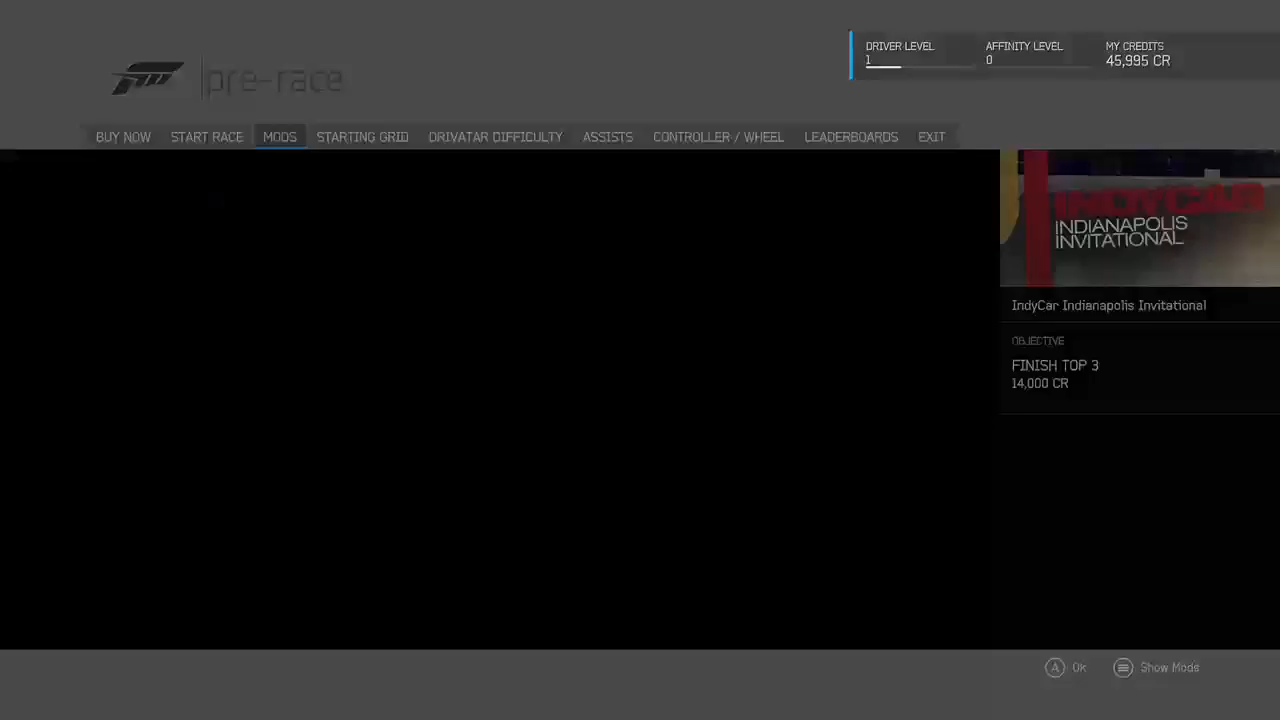 DRIVER LEVEL
1
AFFINITY LEVEL
0
MY CREDITS
45,995 CR
pre-race
BUY NOW START RACE MODS STARTING GRID DRIVATAR DIFFICULTY ASSISTS CONTROLLER / WHEEL LEADERBOARDS EXIT
INDYCAR
INDIANAPOLIS
INVITATIONAL
IndyCar Indianapolis Invitational
OBJECTIVE
FINISH TOP 3
14,000 CR
A Ok Show Mods